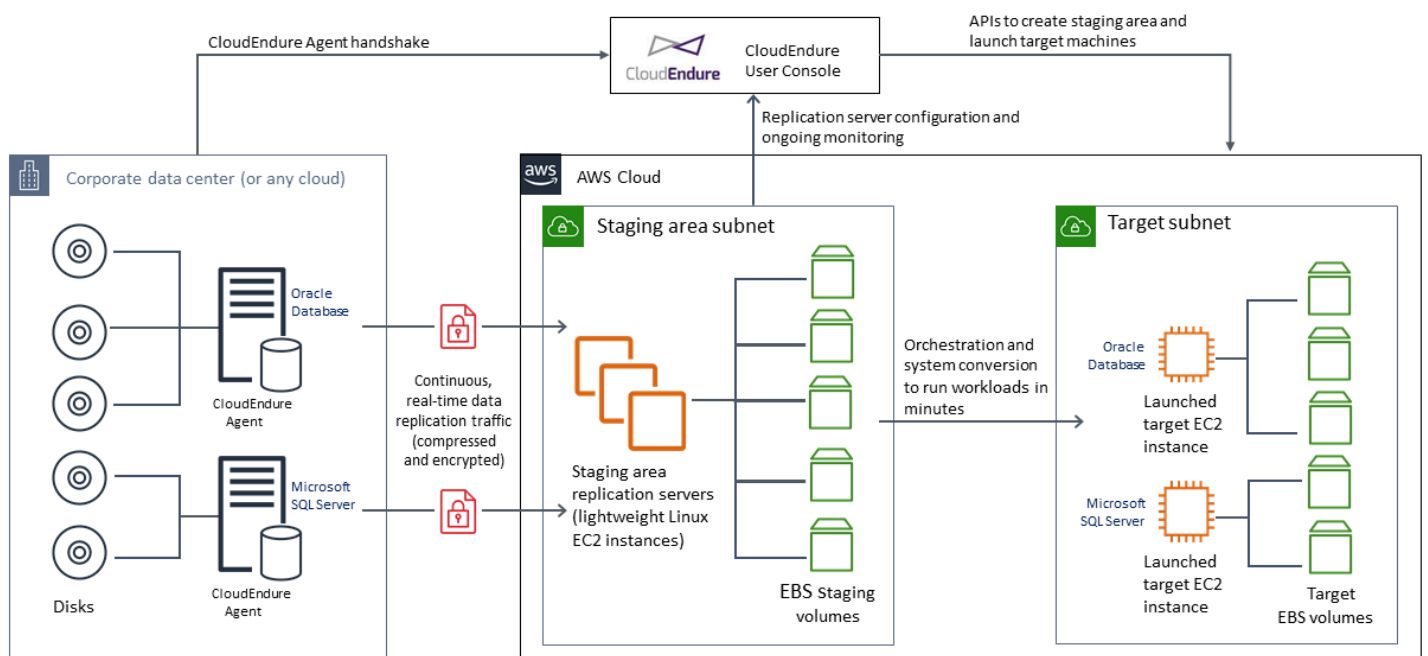 CloudEndure Agent handshake
CloudEndure
CloudEndure
User Console
APIs to create staging area and
launch target machines
Replication server configuration and
ongoing monitoring
Corporate data center (or any cloud)
aws
AWS Cloud
Staging area subnet
Target subnet
Oracle
Database
CloudEndure
Agent
Microsoft
SQL Server
CloudEndure
Agent
Disks
Continuous,
real-time data
replication traffic
(compressed
and encrypted)
Staging area
replication servers
(lightweight Linux
EC2 instances)
EBS Staging
volumes
Orchestration and
system conversion
to run workloads in
minutes
Oracle
Database
Launched
target EC2
instance
Microsoft
SQL Server
Launched
target EC2
instance
Target
EBS volumes